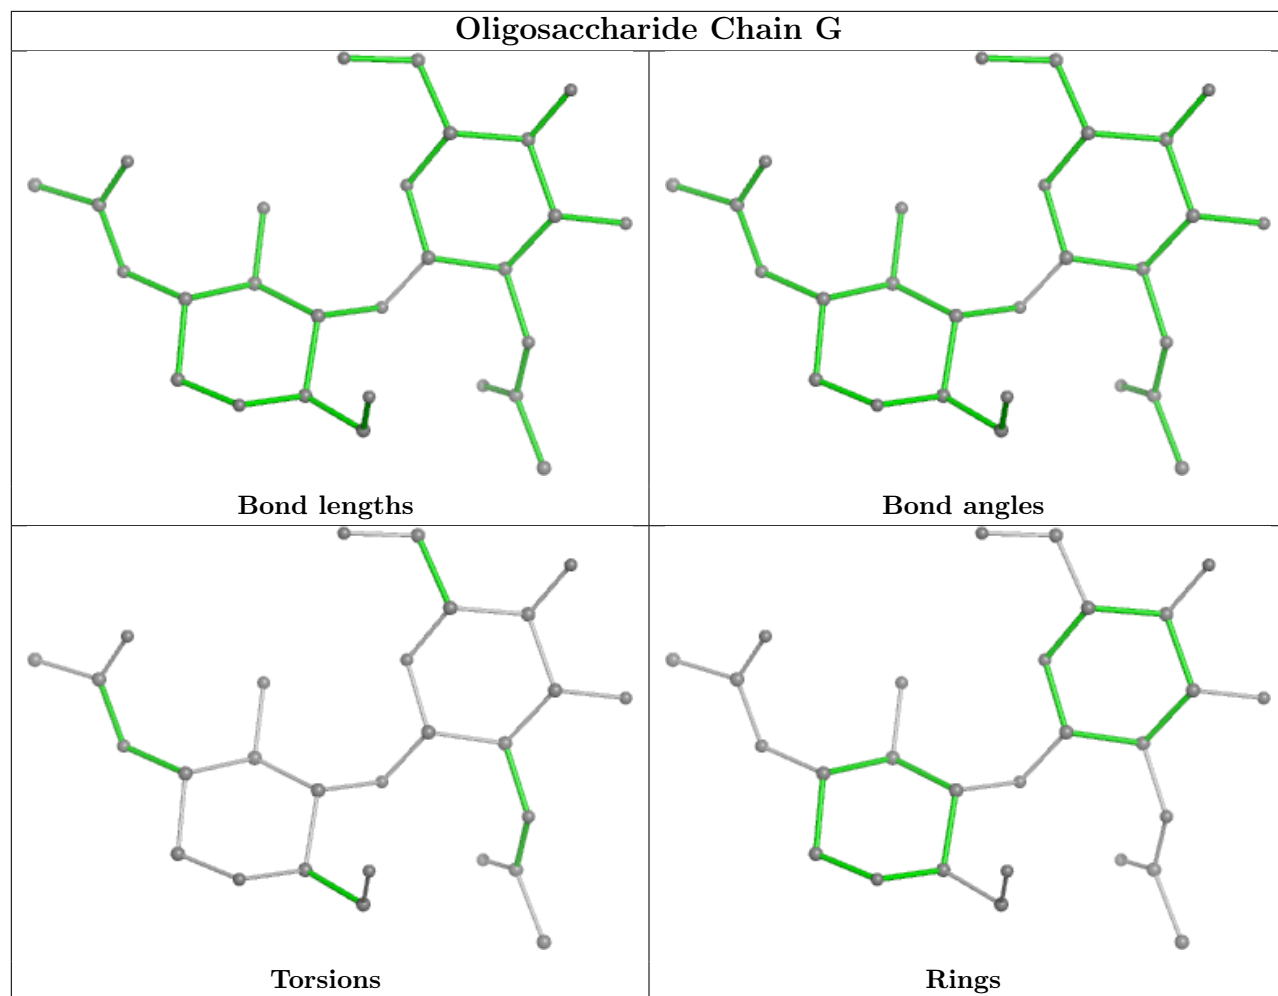 Oligosaccharide Chain G
Bond lengths
Bond angles
Torsions
Rings